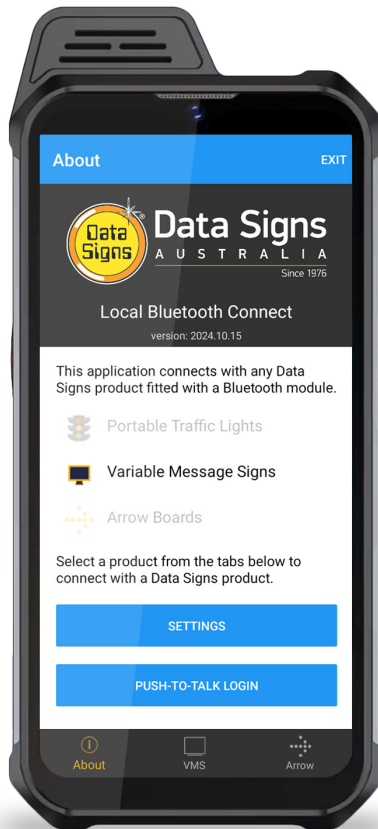 About
EXIT
Data
Signs
®
Data Signs
AUSTRALIA
Since 1976
Local Bluetooth Connect
version: 2024.10.15
This application connects with any Data
Signs product fitted with a Bluetooth module.
Portable Traffic Lights
Variable Message Signs
Arrow Boards
Select a product from the tabs below to
connect with a Data Signs product.
SETTINGS
PUSH-TO-TALK LOGIN
About
VMS
Arrow